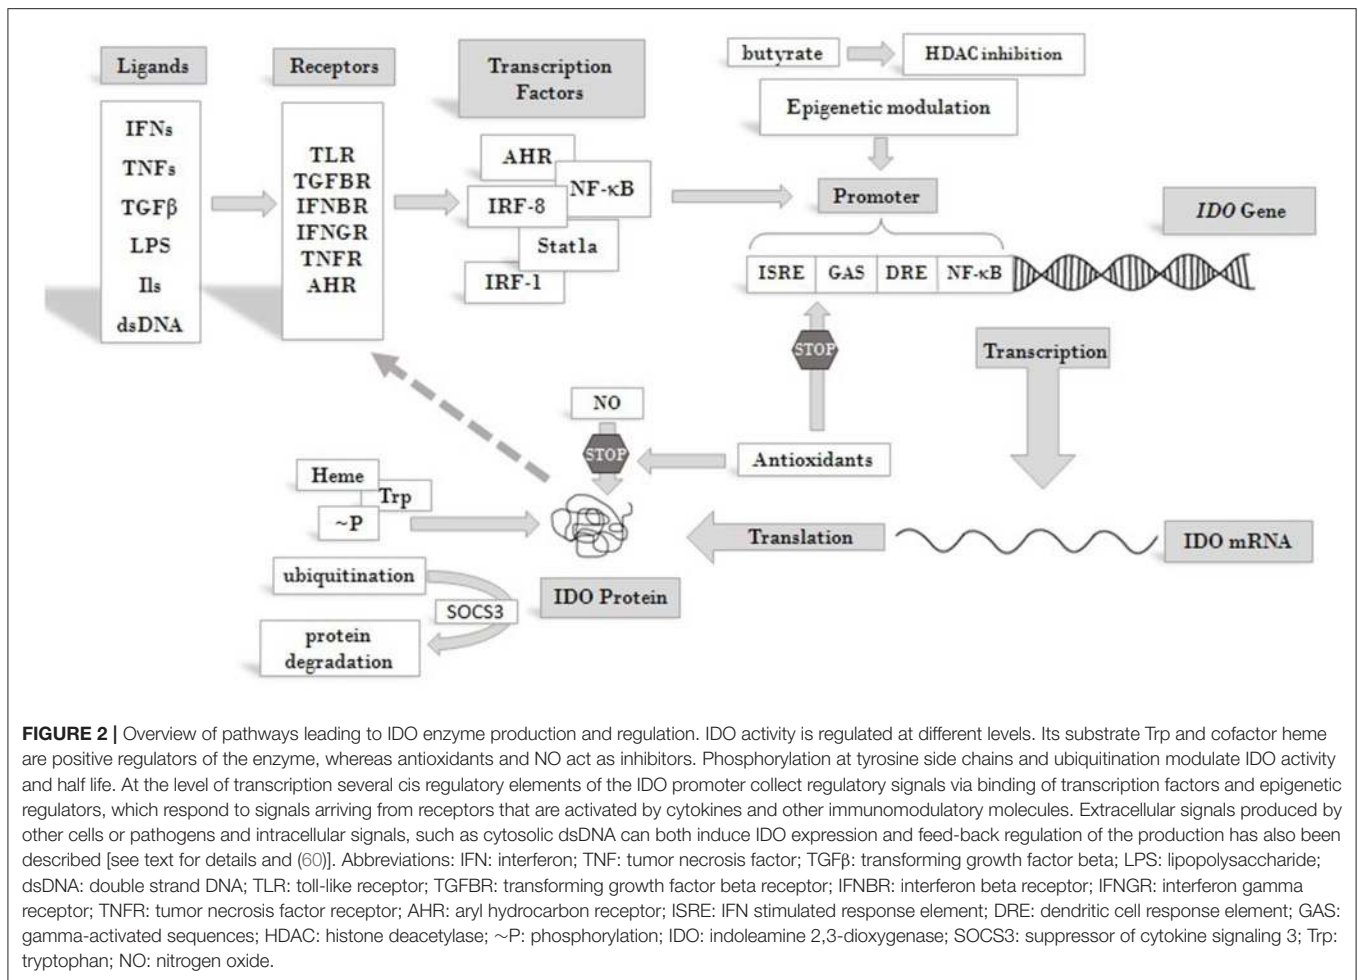 Ligands
IFNs
TNFs
TGFβ
LPS
Ils
dsDNA
Receptors
TLR
TGFBR
IFNBR
IFNGR
TNFR
AHR
Transcription
Factors
AHR
NF-κB
IRF-8
Stat1a
IRF-1
butyrate
HDAC inhibition
Epigenetic modulation
Promoter
IDO Gene
ISRE
GAS
DRE
NF-κB
STOP
Transcription
NO
STOP
Antioxidants
Heme
Trp
~P
Translation
IDO mRNA
ubiquitination
SOCS3
IDO Protein
protein
degradation
FIGURE 2 | Overview of pathways leading to IDO enzyme production and regulation. IDO activity is regulated at different levels. Its substrate Trp and cofactor heme
are positive regulators of the enzyme, whereas antioxidants and NO act as inhibitors. Phosphorylation at tyrosine side chains and ubiquitination modulate IDO activity
and half life. At the level of transcription several cis regulatory elements of the IDO promoter collect regulatory signals via binding of transcription factors and epigenetic
regulators, which respond to signals arriving from receptors that are activated by cytokines and other immunomodulatory molecules. Extracellular signals produced by
other cells or pathogens and intracellular signals, such as cytosolic dsDNA can both induce IDO expression and feed-back regulation of the production has also been
described [see text for details and (60)]. Abbreviations: IFN: interferon; TNF: tumor necrosis factor; TGFβ: transforming growth factor beta; LPS: lipopolysaccharide;
dsDNA: double strand DNA; TLR: toll-like receptor; TGFBR: transforming growth factor beta receptor; IFNBR: interferon beta receptor; IFNGR: interferon gamma
receptor; TNFR: tumor necrosis factor receptor; AHR: aryl hydrocarbon receptor; ISRE: IFN stimulated response element; DRE: dendritic cell response element; GAS:
gamma-activated sequences; HDAC: histone deacetylase; ~P: phosphorylation; IDO: indoleamine 2,3-dioxygenase; SOCS3: suppressor of cytokine signaling 3; Trp:
tryptophan; NO: nitrogen oxide.